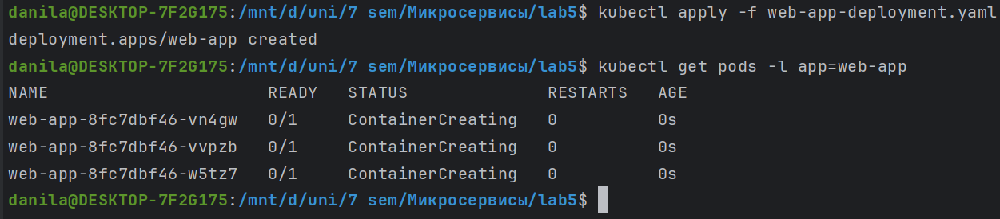 danila@DESKTOP-7F2G175:/mnt/d/uni/7 sem/Микросервисы/lab5$ kubectl apply -f web-app-deployment.yaml
deployment.apps/web-app created
danila@DESKTOP-7F2G175:/mnt/d/uni/7 sem/Микросервисы/lab5$ kubectl get pods -l app=web-app
NAME                       READY   STATUS              RESTARTS   AGE
web-app-8fc7dbf46-vn4gw   0/1     ContainerCreating   0          0s
web-app-8fc7dbf46-vvpzb   0/1     ContainerCreating   0          0s
web-app-8fc7dbf46-w5tz7   0/1     ContainerCreating   0          0s
danila@DESKTOP-7F2G175:/mnt/d/uni/7 sem/Микросервисы/lab5$